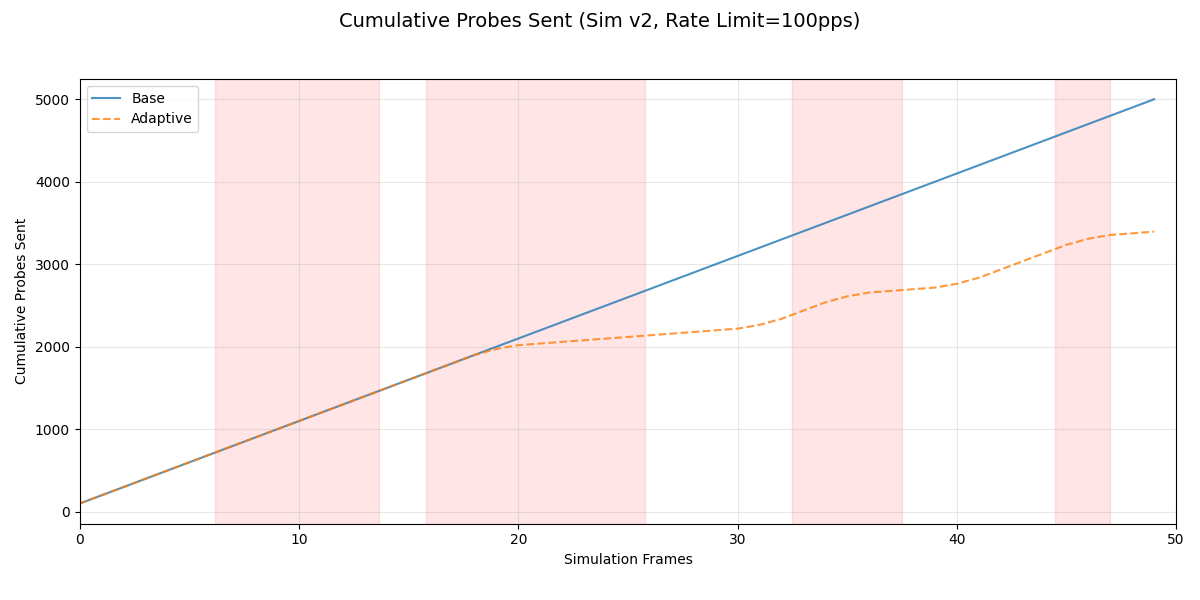 Cumulative Probes Sent (Sim v2, Rate Limit=100pps)
Base
Adaptive
5000
4000
3000
2000
1000
0
Cumulative Probes Sent
0 10 20 30 40 50
Simulation Frames